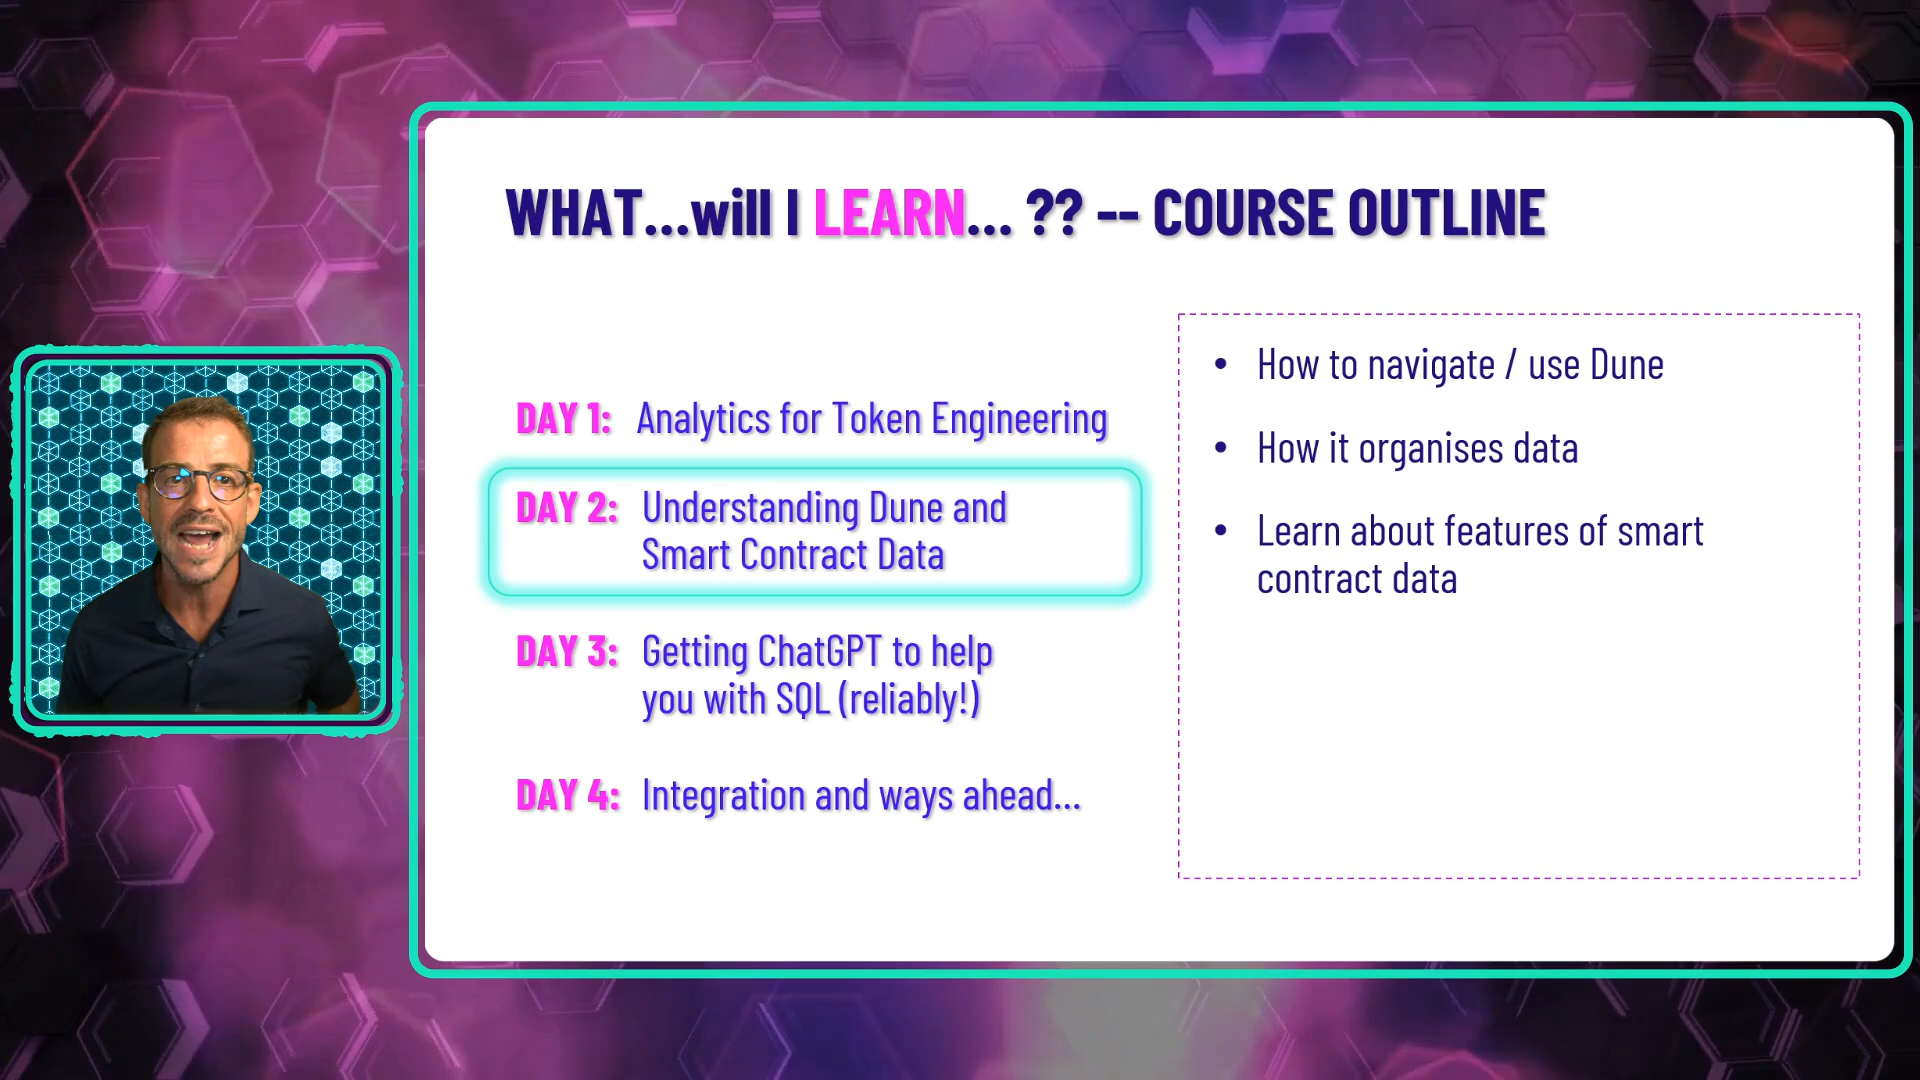 WHAT...will I LEARN... ?? -- COURSE OUTLINE
DAY 1: Analytics for Token Engineering
DAY 2: Understanding Dune and
Smart Contract Data
DAY 3: Getting ChatGPT to help
you with SQL (reliably!)
DAY 4: Integration and ways ahead...
• How to navigate / use Dune
• How it organises data
• Learn about features of smart
contract data